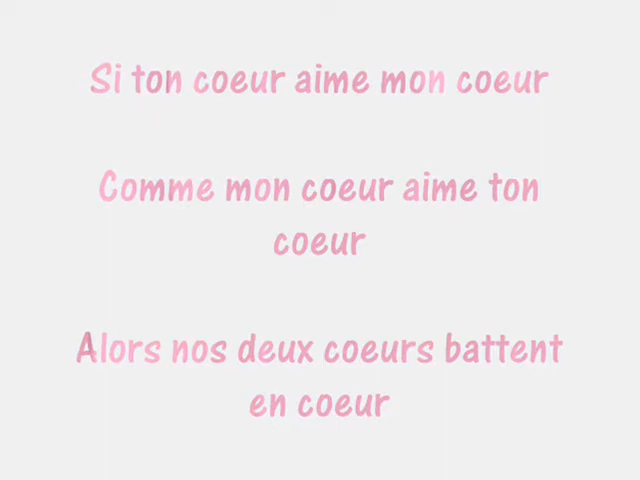 Si ton coeur aime mon coeur
Comme mon coeur aime ton
coeur
Alors nos deux coeurs battent
en coeur